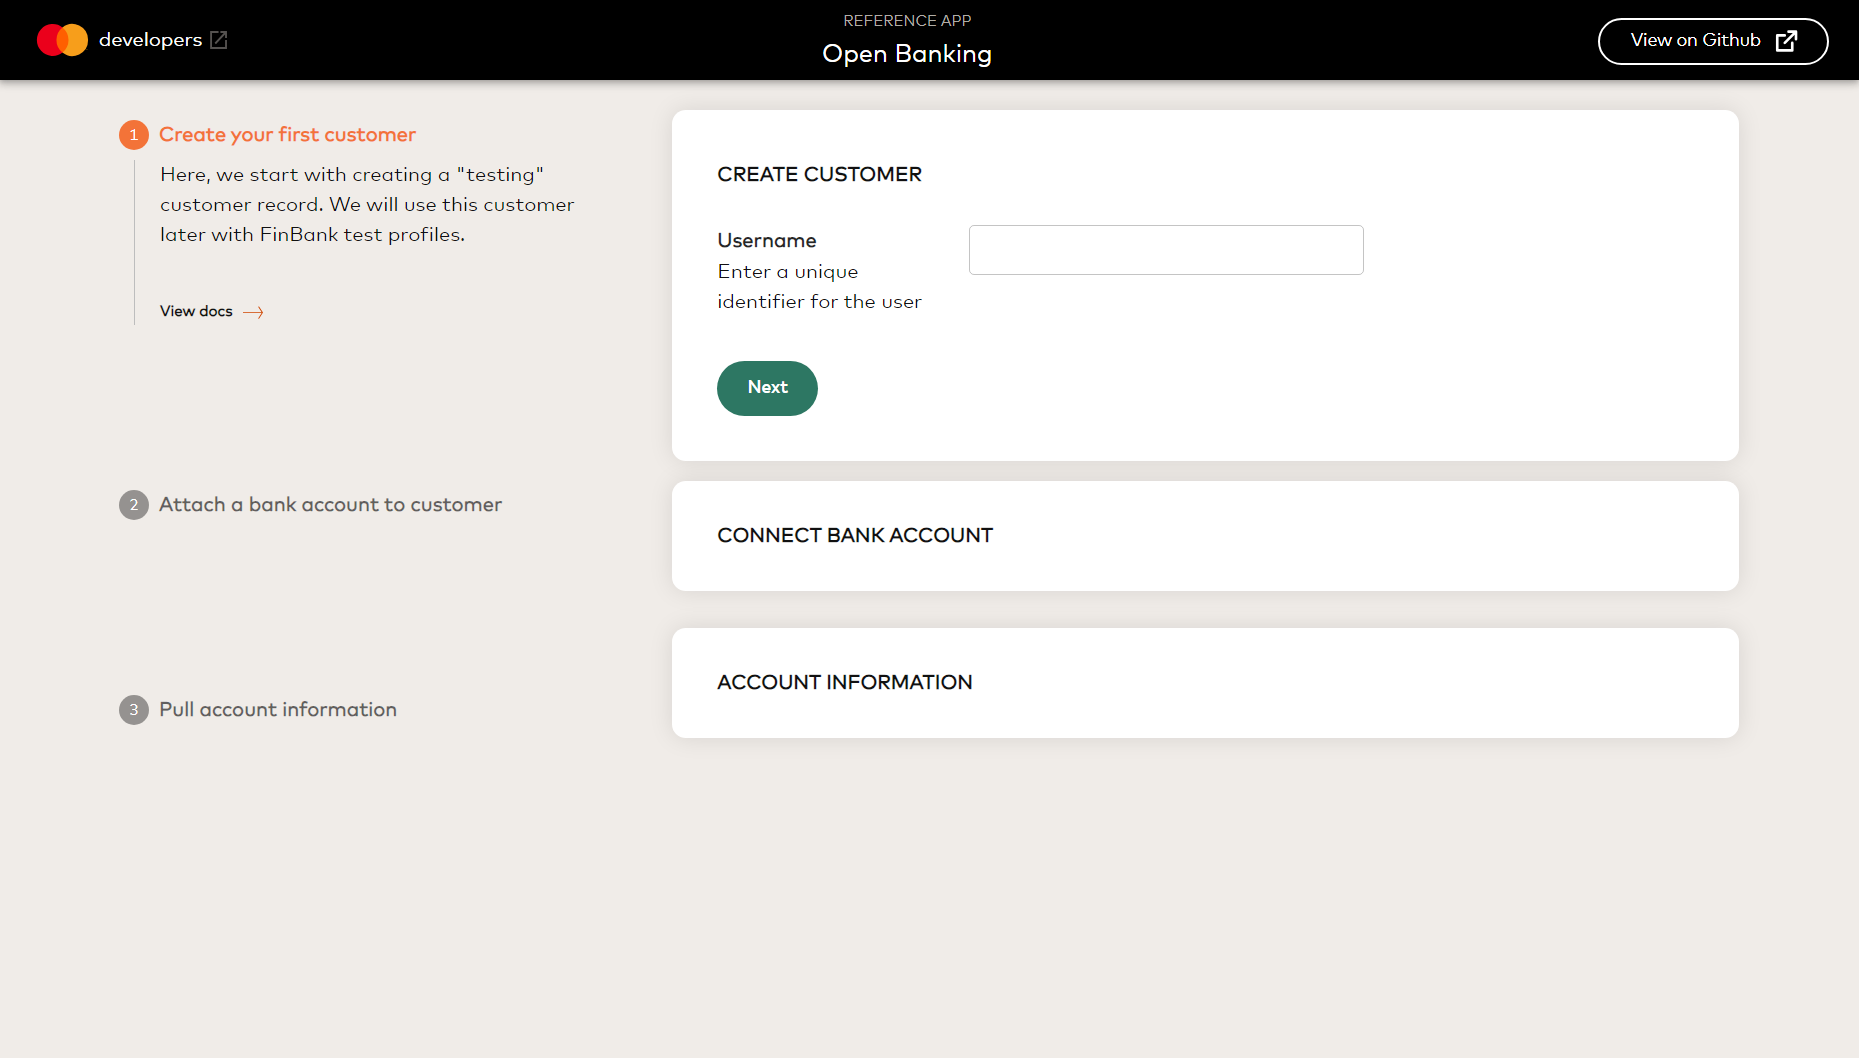 developers
REFERENCE APP
Open Banking
View on Github
1 Create your first customer
Here, we start with creating a "testing"
customer record. We will use this customer
later with FinBank test profiles.
View docs
CREATE CUSTOMER
Username
Enter a unique
identifier for the user
Next
2 Attach a bank account to customer
CONNECT BANK ACCOUNT
3 Pull account information
ACCOUNT INFORMATION